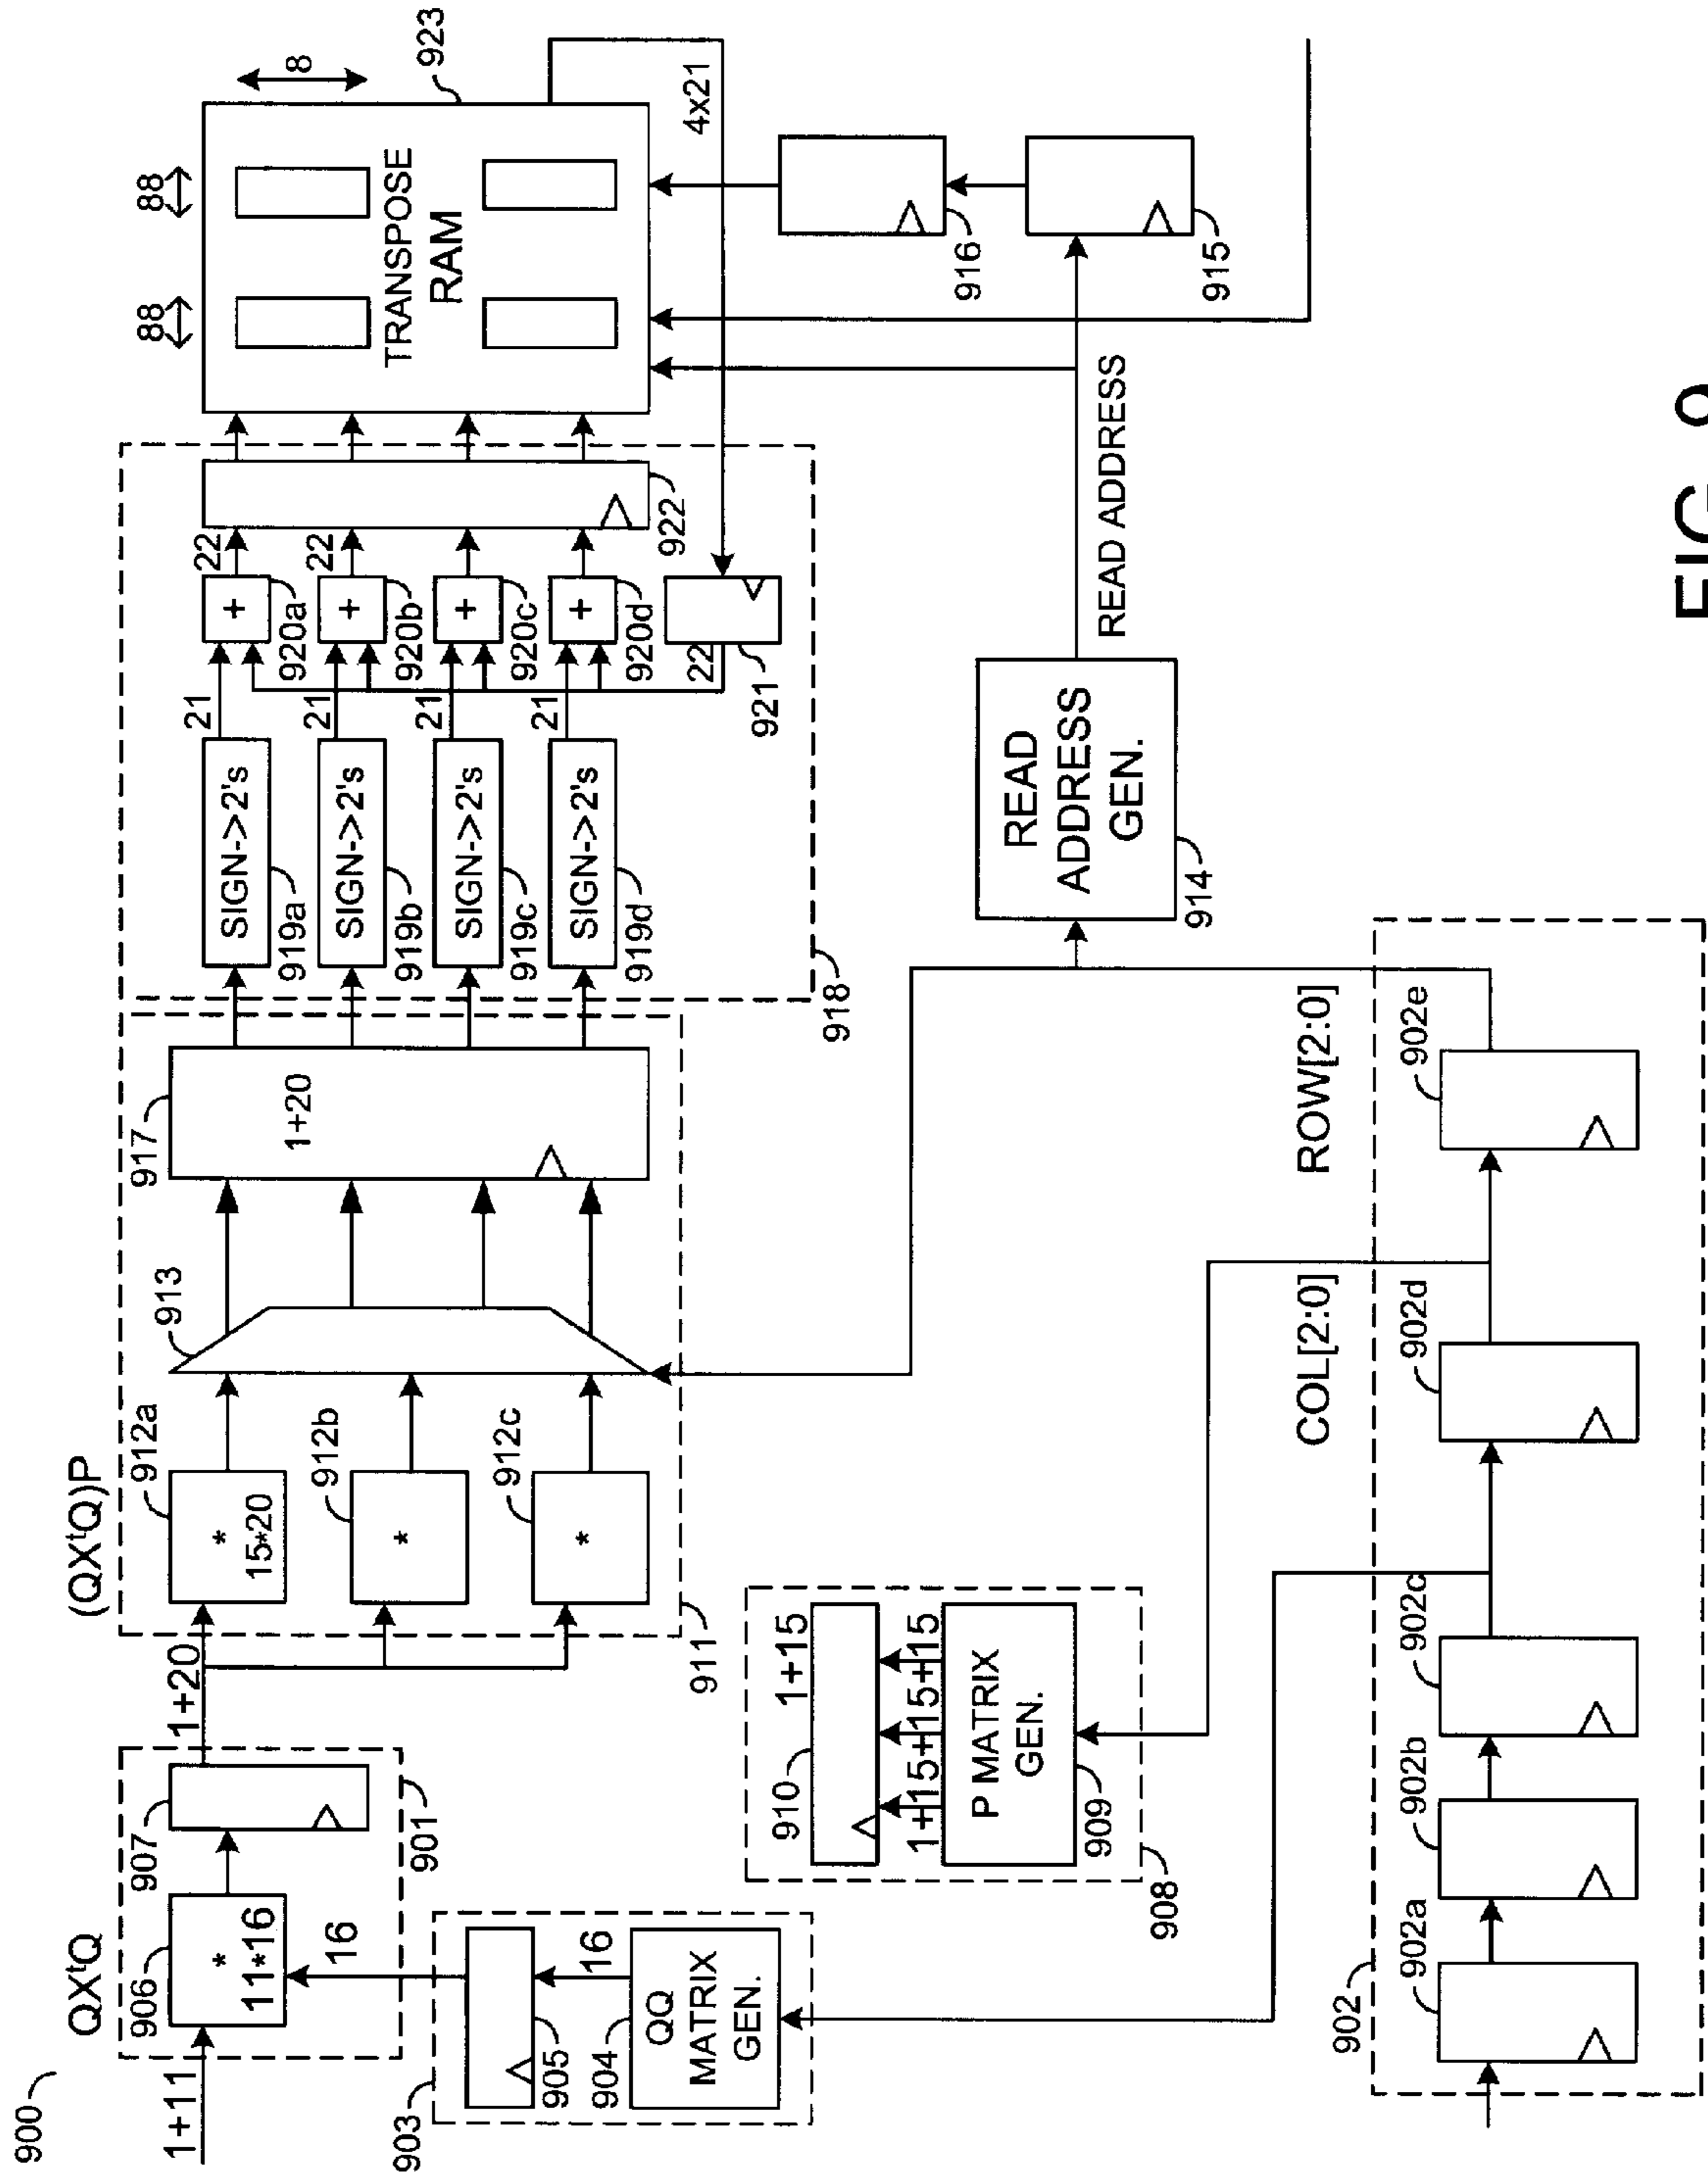 900
QXᵗQ
(QXᵗQ)P
1+11
906
*
11*16
16
907
901
1+20
912a
*
15*20
912b
*
912c
*
911
913
917
1+20
SIGN->2's
919a
SIGN->2's
919b
SIGN->2's
919c
SIGN->2's
919d
918
21
21
21
21
+
920a
+
920b
+
920c
+
920d
22
22
22
921
922
88
88
8
TRANSPOSE
RAM
923
4x21
903
905
16
904
QQ
MATRIX
GEN.
908
910
1+15
1+15+15+15
P MATRIX
GEN.
909
READ
ADDRESS
GEN.
914
READ ADDRESS
916
915
902
902a
902b
902c
902d
902e
COL[2:0]
ROW[2:0]